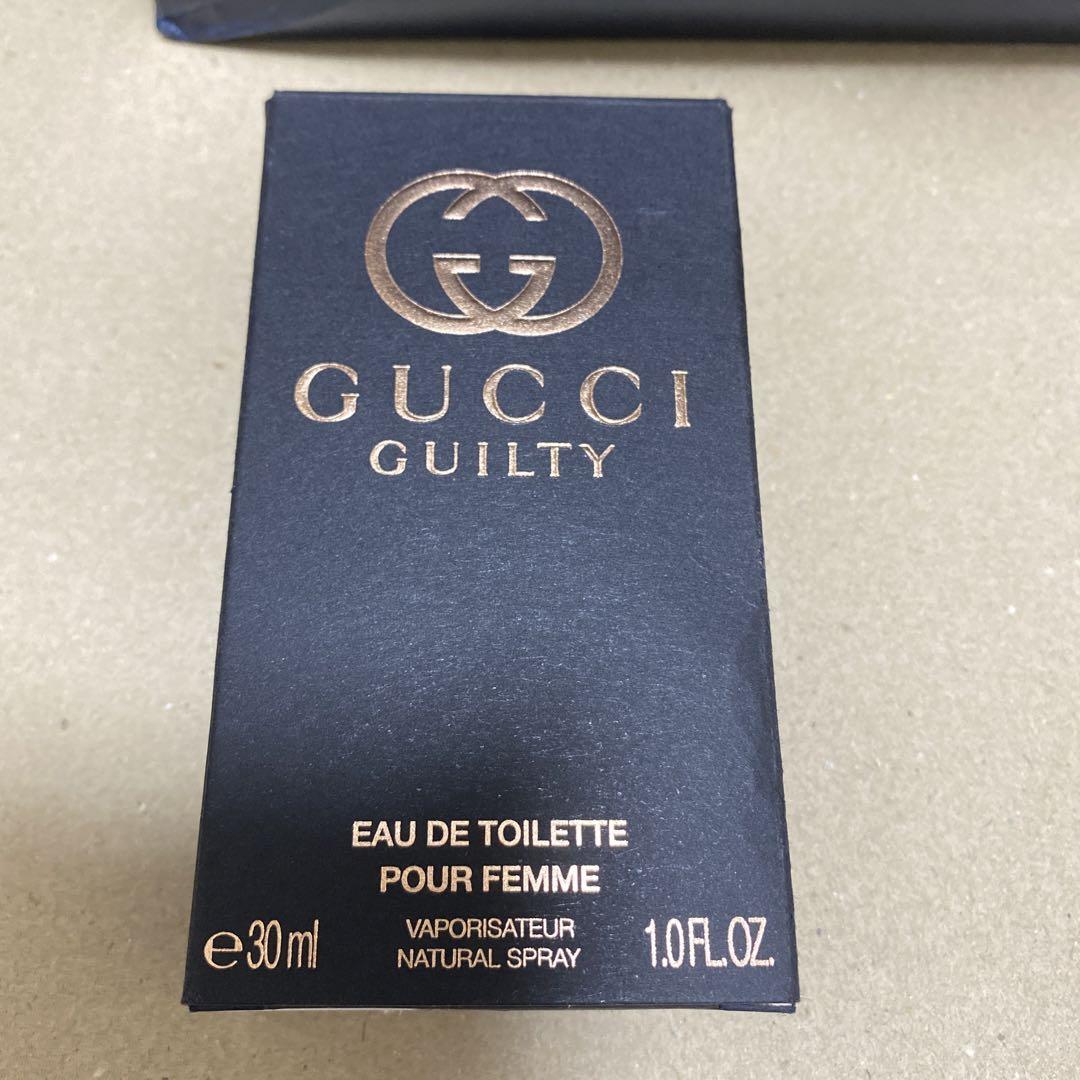 GUCCI
GUILTY
EAU DE TOILETTE
POUR FEMME
℮30 ml
VAPORISATEUR
NATURAL SPRAY
1.0 FL. OZ.